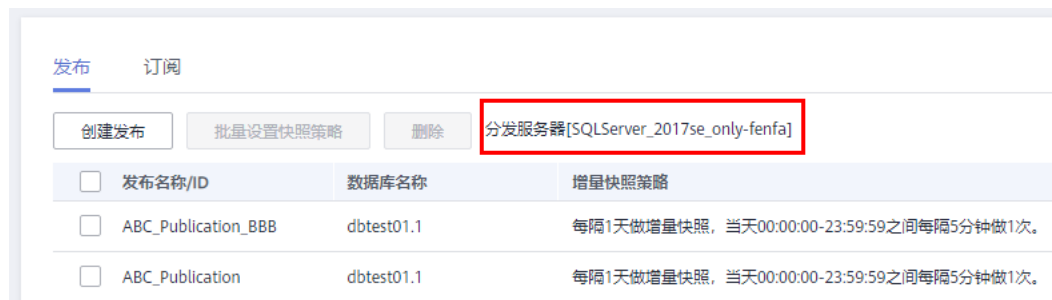 发布 订阅
创建发布 批量设置快照策略 删除 分发服务器[SQLServer_2017se_only-fenfa]
发布名称/ID 数据库名称 增量快照策略
ABC_Publication_BBB dbtest01.1 每隔1天做增量快照，当天00:00:00-23:59:59之间每隔5分钟做1次。
ABC_Publication dbtest01.1 每隔1天做增量快照，当天00:00:00-23:59:59之间每隔5分钟做1次。